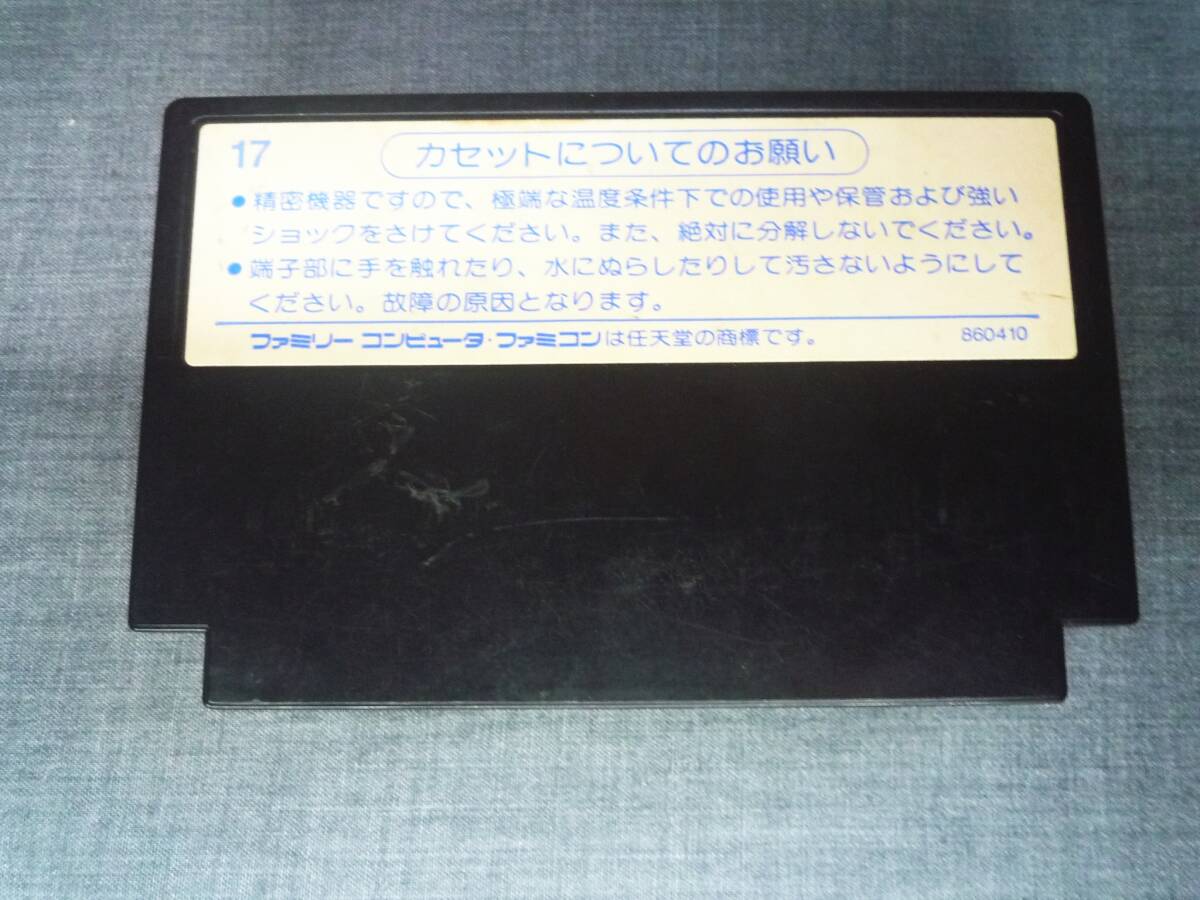 17
カセットについてのお願い
●精密機器ですので、極端な温度条件下での使用や保管および強い
ショックをさけてください。また、絶対に分解しないでください。
●端子部に手を触れたり、水にぬらしたりして汚さないようにして
ください。故障の原因となります。
ファミリー コンピュータ・ファミコンは任天堂の商標です。 860410